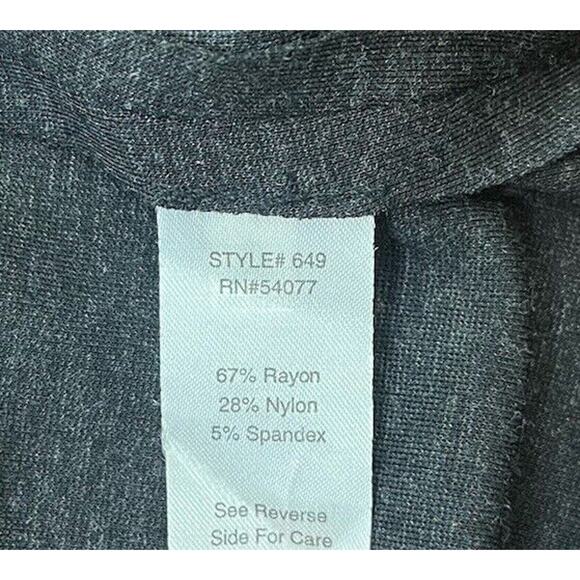 STYLE# 649
RN#54077
67% Rayon
28% Nylon
5% Spandex
See Reverse
Side For Care